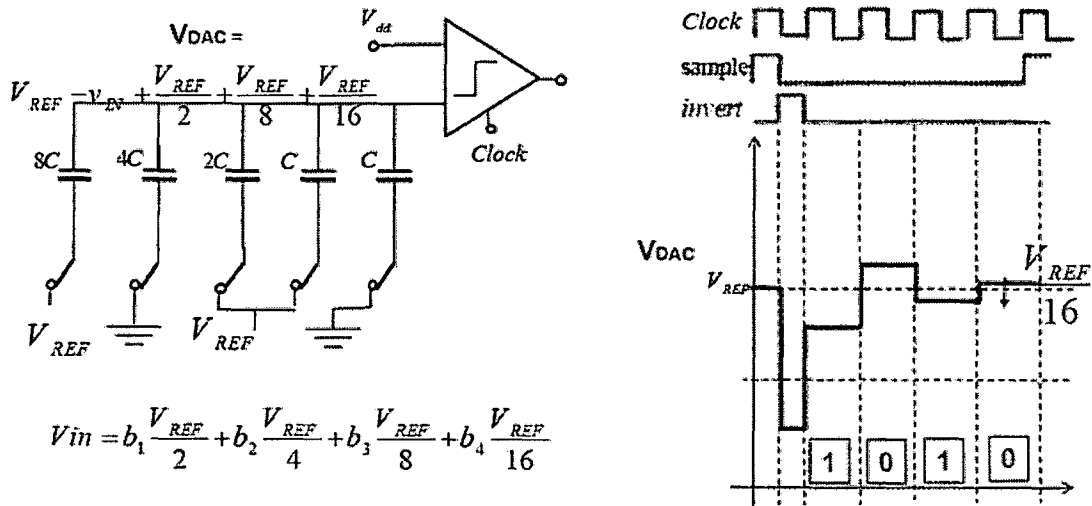 VDAC =
V_dd
V_REF - v_IN + V_REF/2 + V_REF/8 + V_REF/16
Clock
8C 4C 2C C C
V_REF V_REF
Vin = b_1 V_REF/2 + b_2 V_REF/4 + b_3 V_REF/8 + b_4 V_REF/16
Clock
sample
invert
VDAC
V_REF
V_REF/16
1 0 1 0